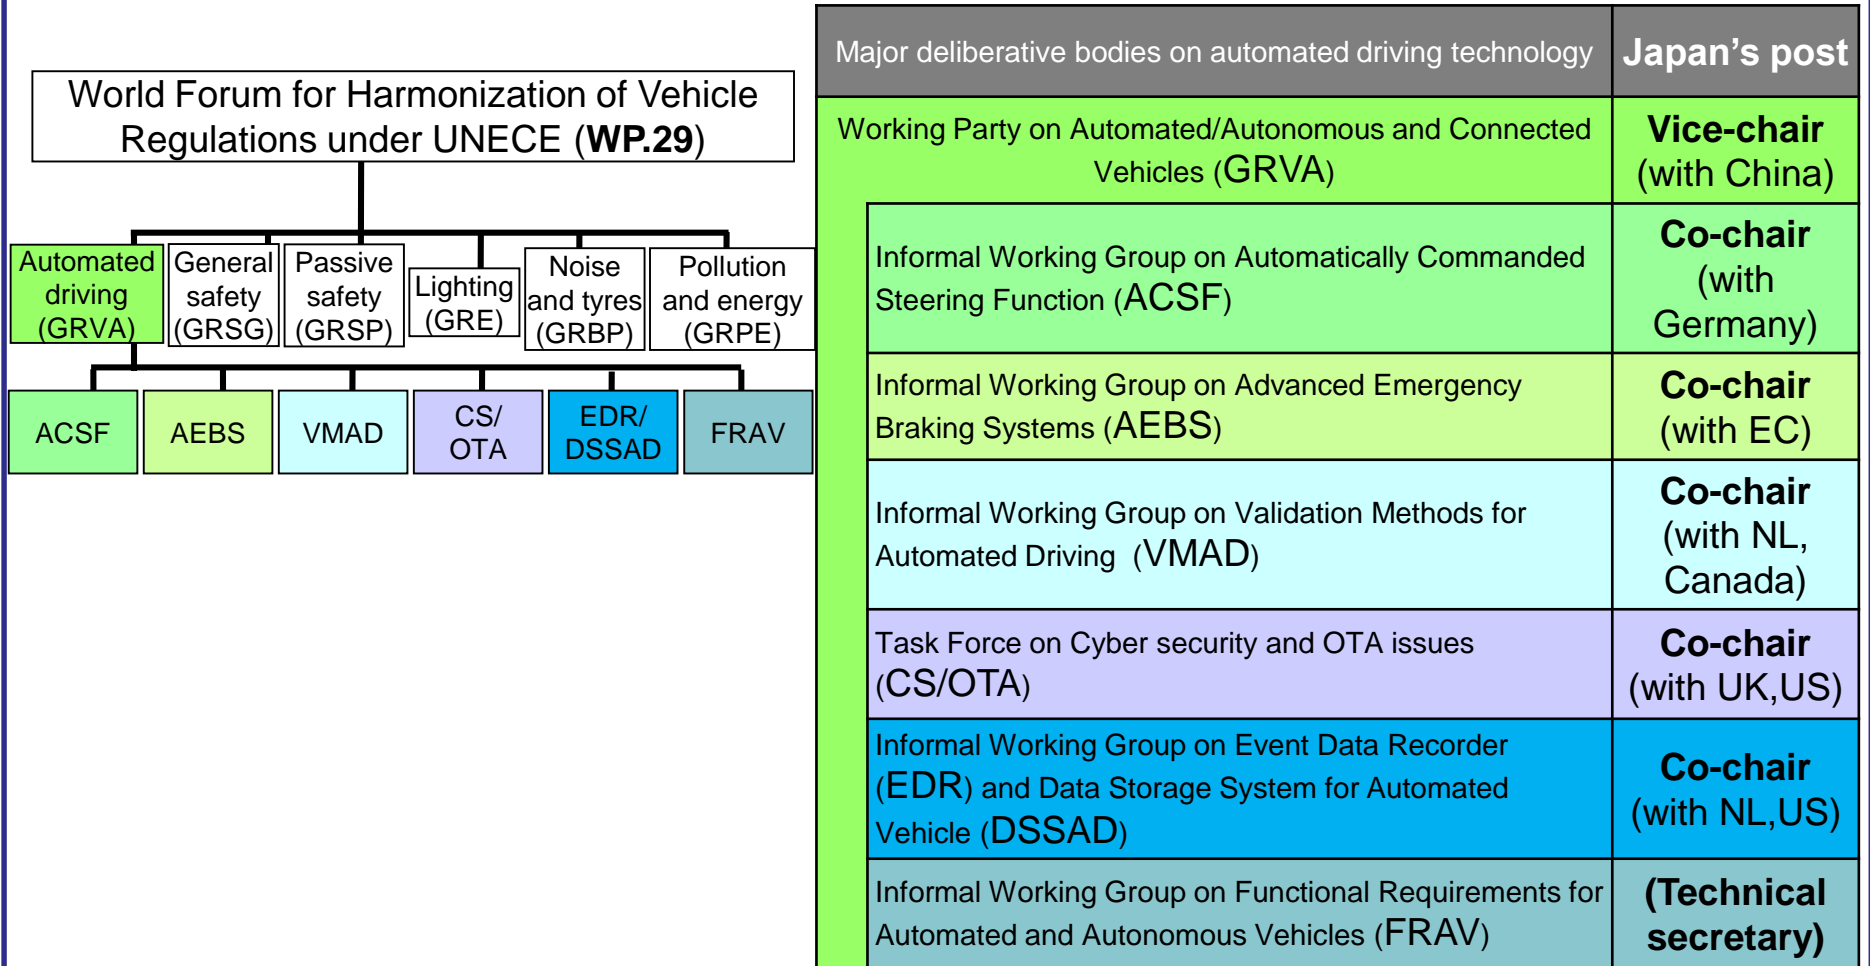 World Forum for Harmonization of Vehicle
Regulations under UNECE (WP.29)
Automated
driving
(GRVA)
General
safety
(GRSG)
Passive
safety
(GRSP)
Lighting
(GRE)
Noise
and tyres
(GRBP)
Pollution
and energy
(GRPE)
ACSF
AEBS
VMAD
CS/
OTA
EDR/
DSSAD
FRAV
Major deliberative bodies on automated driving technology
Japan’s post
Working Party on Automated/Autonomous and Connected
Vehicles (GRVA)
Vice-chair
(with China)
Informal Working Group on Automatically Commanded
Steering Function (ACSF)
Co-chair
(with
Germany)
Informal Working Group on Advanced Emergency
Braking Systems (AEBS)
Co-chair
(with EC)
Informal Working Group on Validation Methods for
Automated Driving (VMAD)
Co-chair
(with NL,
Canada)
Task Force on Cyber security and OTA issues
(CS/OTA)
Co-chair
(with UK,US)
Informal Working Group on Event Data Recorder
(EDR) and Data Storage System for Automated
Vehicle (DSSAD)
Co-chair
(with NL,US)
Informal Working Group on Functional Requirements for
Automated and Autonomous Vehicles (FRAV)
(Technical
secretary)